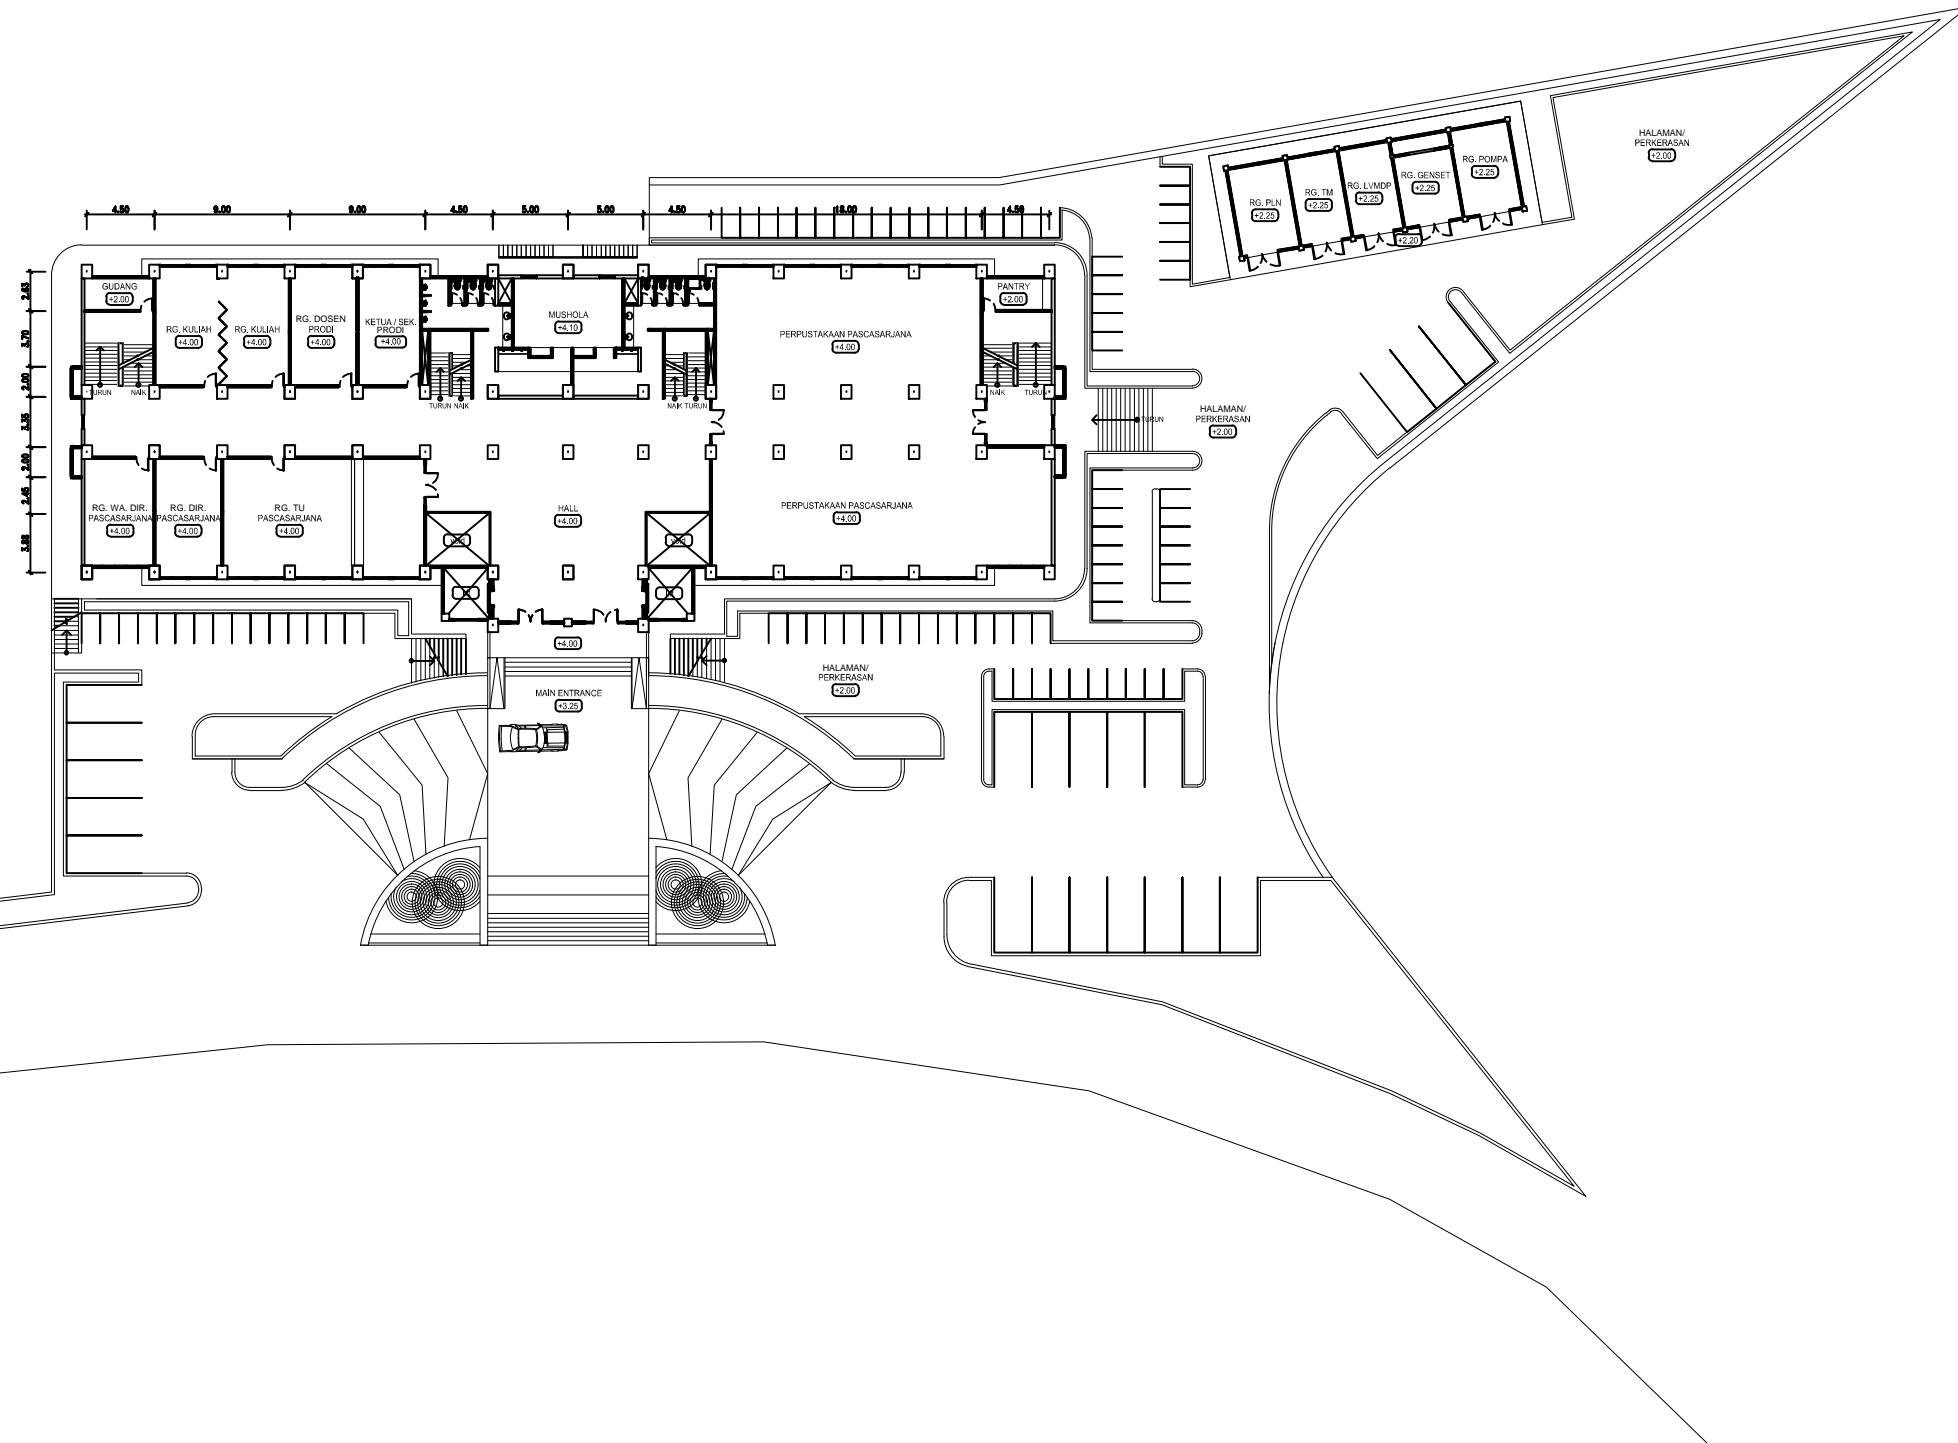 HALAMAN/
PERKERASAN
+2.00
RG. POMPA
+2.25
RG. GENSET
+2.25
RG. LVMDP
+2.25
RG. TM
+2.25
RG. PLN
+2.25
+2.20
4.50 9.00 9.00 4.50 5.00 5.00 4.50 18.00 4.50
2.63
3.70
2.00
3.35
2.00
2.45
3.88
GUDANG
+2.00
RG. KULIAH
+4.00
RG. KULIAH
+4.00
RG. DOSEN
PRODI
+4.00
KETUA / SEK.
PRODI
+4.00
MUSHOLA
+4.10
PERPUSTAKAAN PASCASARJANA
+4.00
PANTRY
+2.00
TURUN NAIK
TURUN NAIK
NAIK TURUN
NAIK TURUN
TURUN
HALAMAN/
PERKERASAN
+2.00
RG. WA. DIR.
PASCASARJANA
+4.00
RG. DIR.
PASCASARJANA
+4.00
RG. TU
PASCASARJANA
+4.00
HALL
+4.00
PERPUSTAKAAN PASCASARJANA
+4.00
void
void
+4.00
HALAMAN/
PERKERASAN
+2.00
MAIN ENTRANCE
+3.25